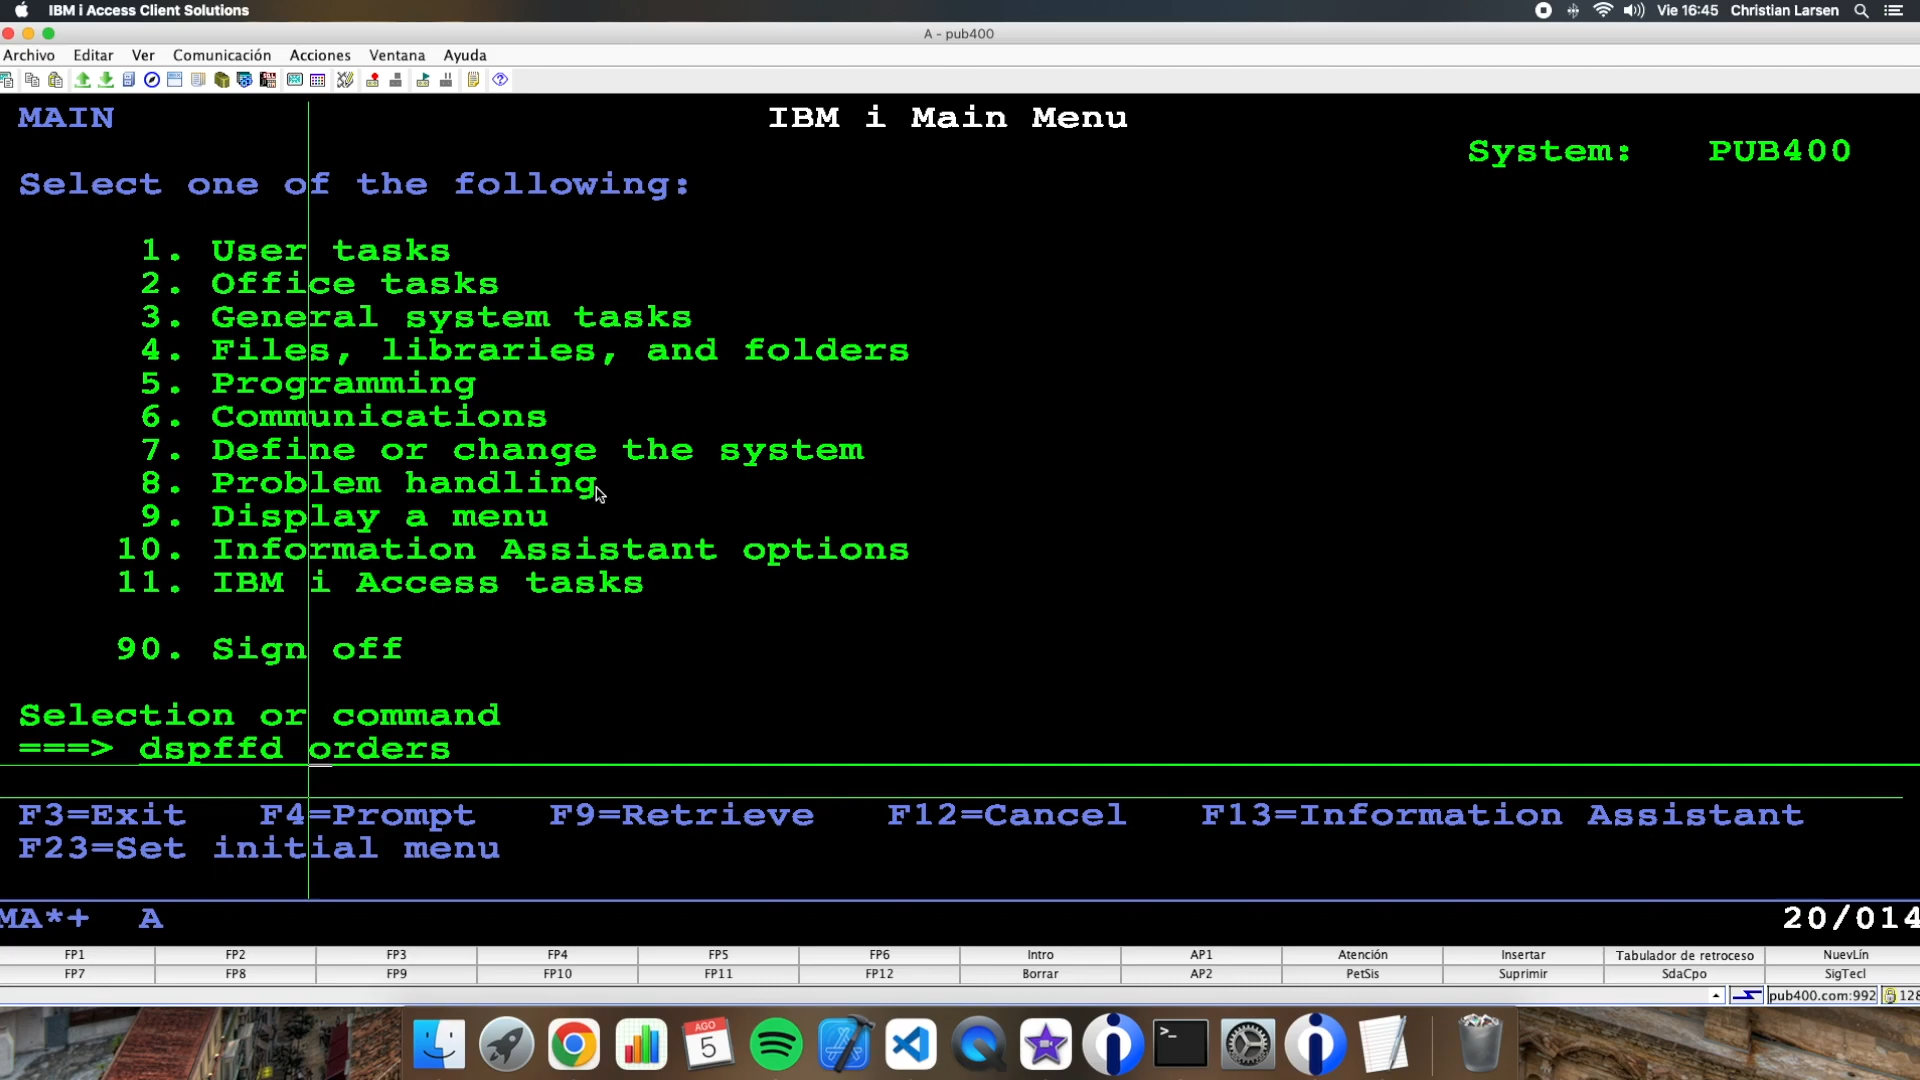 IBM i Access Client Solutions
Vie 16:45 Christian Larsen
A - pub400
Archivo Editar Ver Comunicación Acciones Ventana Ayuda
MAIN IBM i Main Menu
System: PUB400
Select one of the following:
1. User tasks
2. Office tasks
3. General system tasks
4. Files, libraries, and folders
5. Programming
6. Communications
7. Define or change the system
8. Problem handling
9. Display a menu
10. Information Assistant options
11. IBM i Access tasks
90. Sign off
Selection or command
===> dspffd orders
F3=Exit F4=Prompt F9=Retrieve F12=Cancel F13=Information Assistant
F23=Set initial menu
MA*+ A 20/014
FP1 FP2 FP3 FP4 FP5 FP6 Intro AP1 Atención Insertar Tabulador de retroceso NuevLín
FP7 FP8 FP9 FP10 FP11 FP12 Borrar AP2 PetSis Suprimir SdaCpo SigTecl
pub400.com:992 128
AGO
5
>_